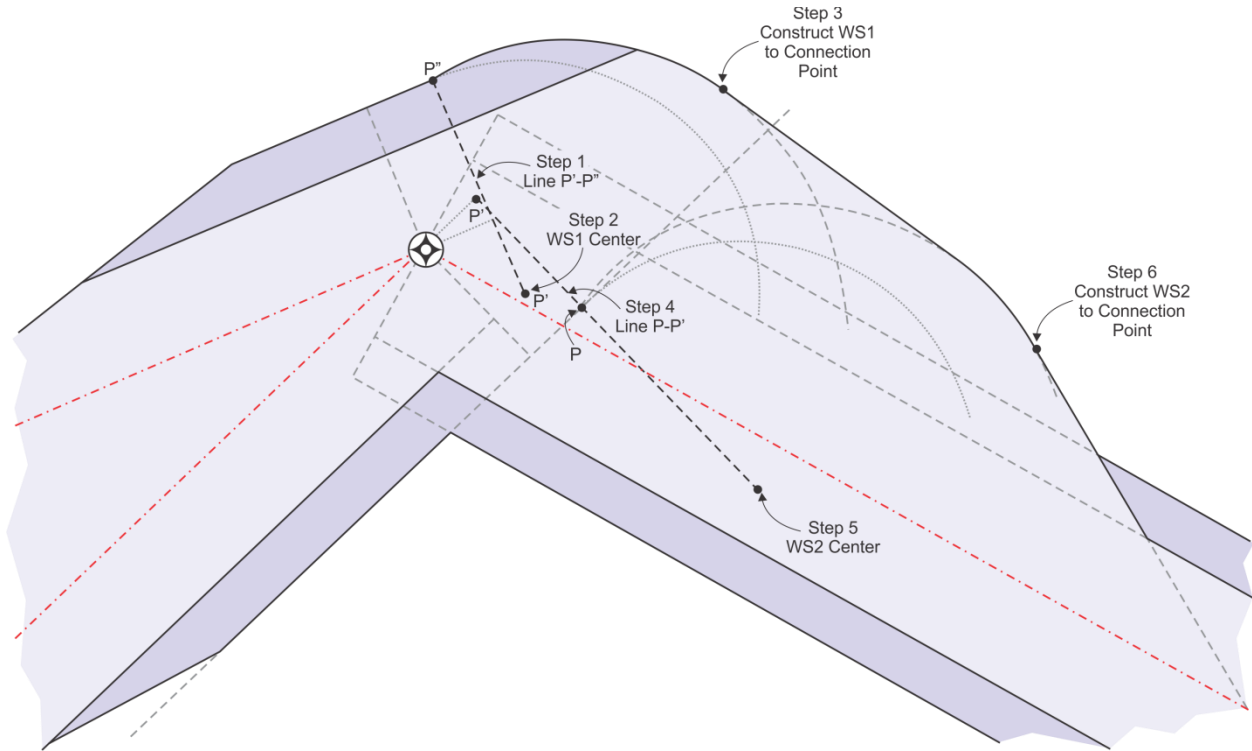 Step 3
Construct WS1
to Connection
Point
P”
Step 1
Line P’-P”
P’
Step 2
WS1 Center
P’
Step 4
Line P-P’
P
Step 6
Construct WS2
to Connection
Point
Step 5
WS2 Center